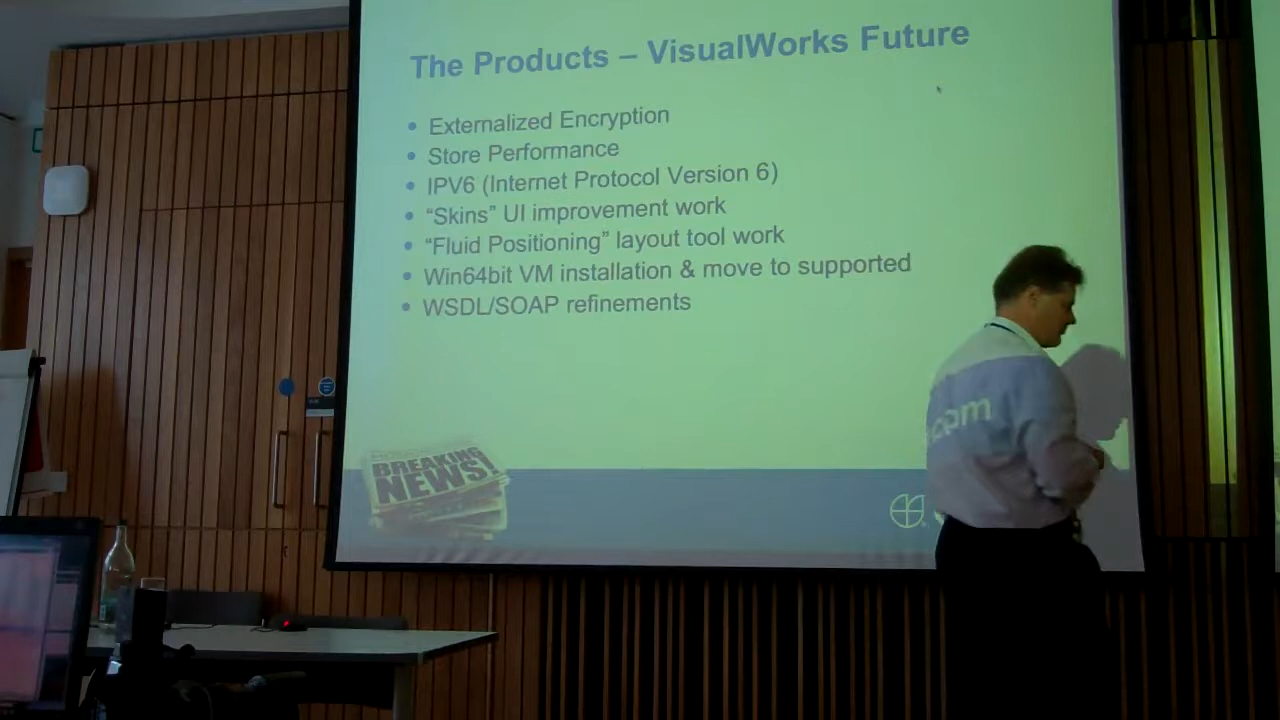 The Products – VisualWorks Future
• Externalized Encryption
• Store Performance
• IPV6 (Internet Protocol Version 6)
• “Skins” UI improvement work
• “Fluid Positioning” layout tool work
• Win64bit VM installation & move to supported
• WSDL/SOAP refinements
BREAKING
NEWS!